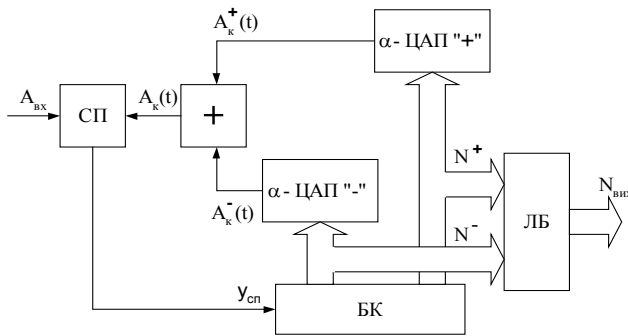 A⁺к(t)
α - ЦАП "+"
Aвх
СП
Aк(t)
+
N⁺
α - ЦАП "-"
A⁻к(t)
N⁻
ЛБ
Nвих
yсп
БК